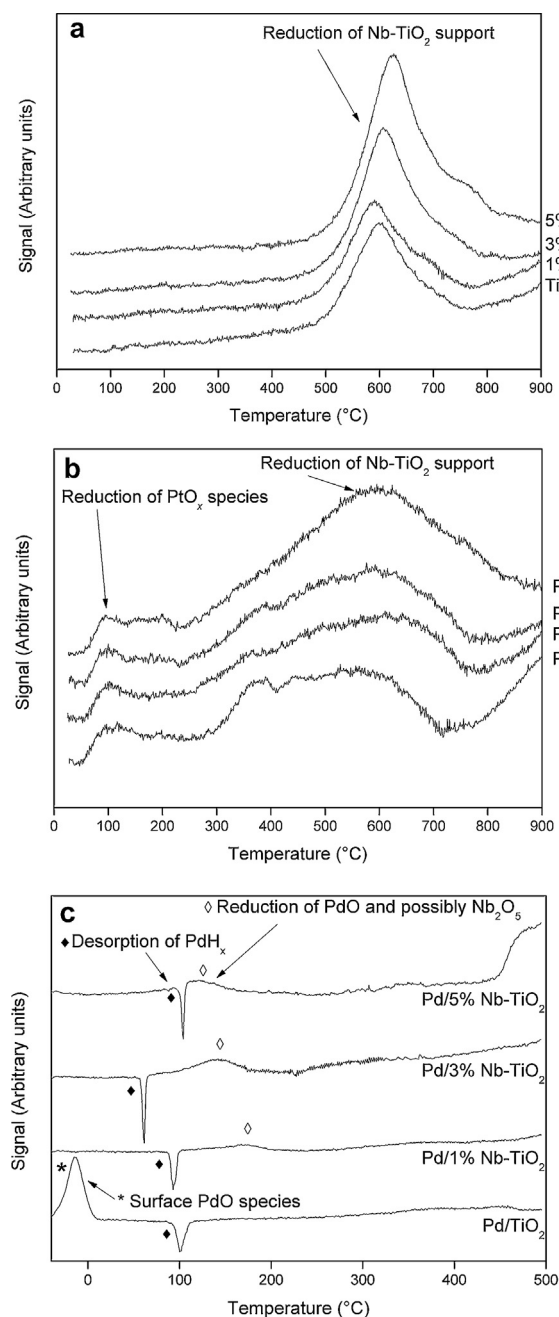 a
Reduction of Nb-TiO₂ support
Signal (Arbitrary units)
5%
3%
1%
Ti
0 100 200 300 400 500 600 700 800 900
Temperature (°C)
b
Reduction of Nb-TiO₂ support
Reduction of PtOₓ species
Signal (Arbitrary units)
0 100 200 300 400 500 600 700 800 900
Temperature (°C)
c
◊ Reduction of PdO and possibly Nb₂O₅
♦ Desorption of PdHₓ
Signal (Arbitrary units)
Pd/5% Nb-TiO₂
Pd/3% Nb-TiO₂
Pd/1% Nb-TiO₂
* Surface PdO species
Pd/TiO₂
0 100 200 300 400 500
Temperature (°C)